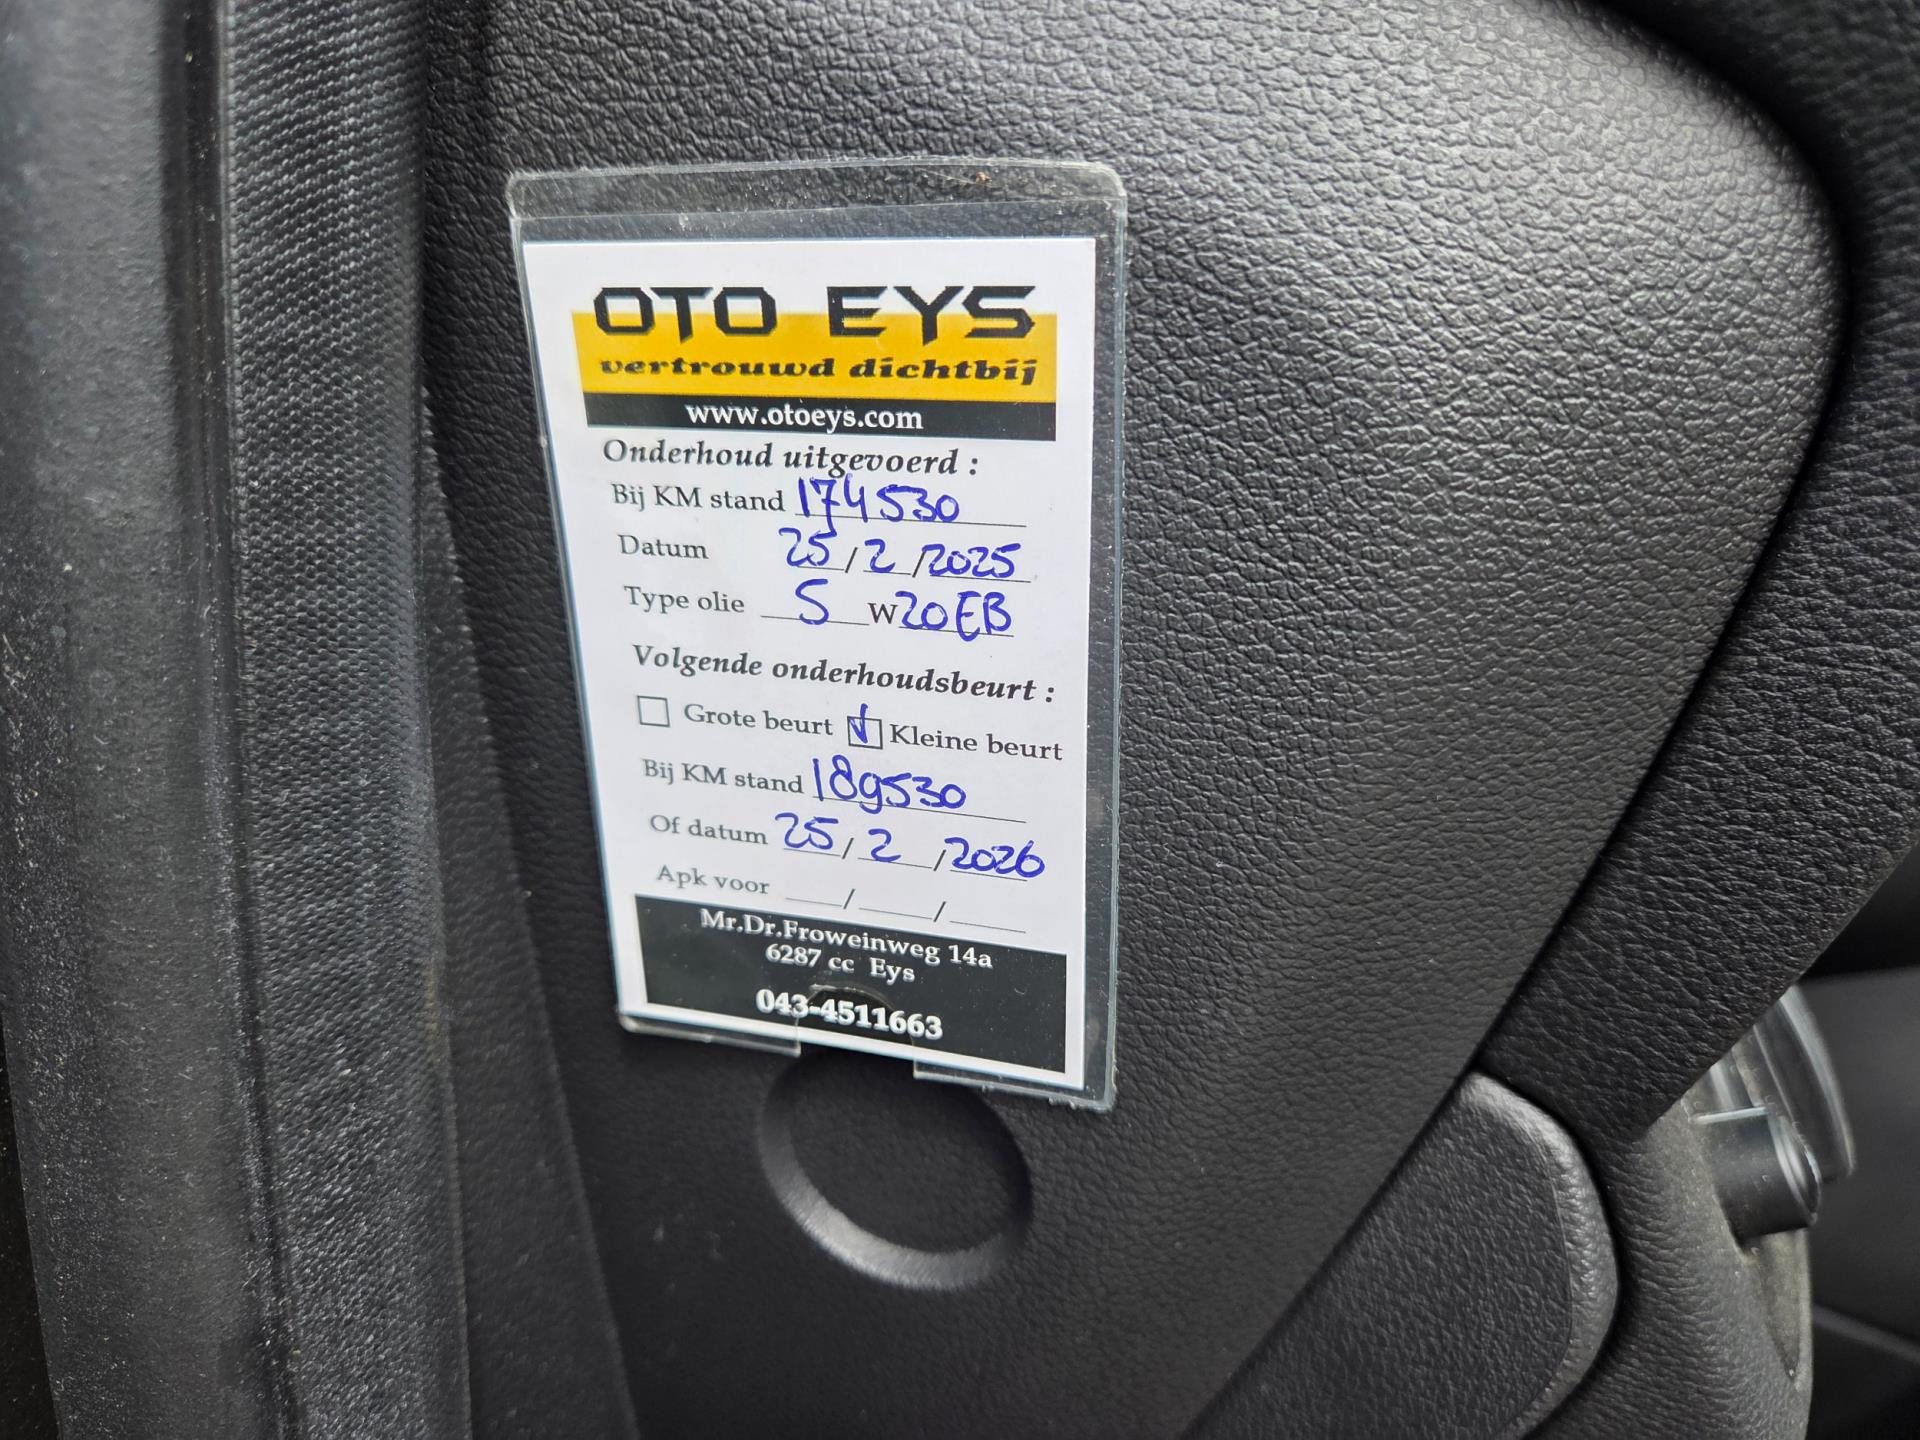 OTO EYS
vertrouwd dichtbij
www.otoeys.com
Onderhoud uitgevoerd :
Bij KM stand 174530
Datum 25/2/2025
Type olie 5 W20EB
Volgende onderhoudsbeurt :
Grote beurt Kleine beurt
Bij KM stand 189530
Of datum 25/2/2026
Apk voor / /
Mr.Dr.Froweinweg 14a
6287 cc Eys
043-4511663